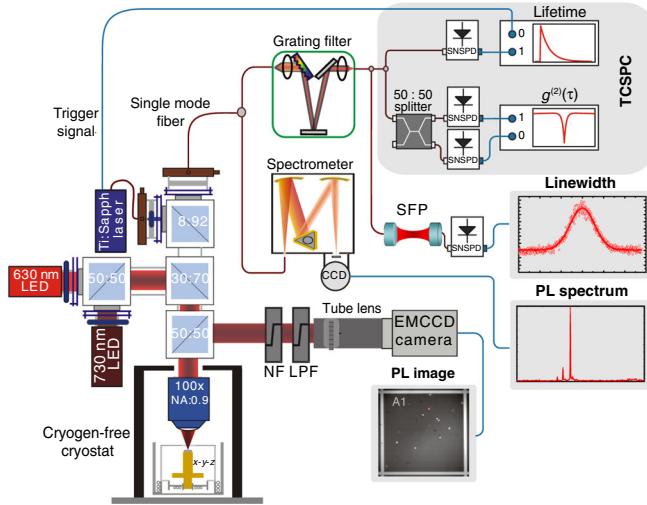 Lifetime
0
1
SNSPD
TCSPC
Grating filter
50 : 50
splitter
g(2)(τ)
SNSPD
1
0
SNSPD
Trigger
signal
Single mode
fiber
Spectrometer
Linewidth
SFP
SNSPD
Ti:Sapph
laser
8:92
CCD
630 nm
LED
50:50
30:70
PL spectrum
730 nm
LED
50:50
Tube lens
EMCCD
camera
NF
LPF
PL image
A1
100x
NA:0.9
Cryogen-free
cryostat
x-y-z